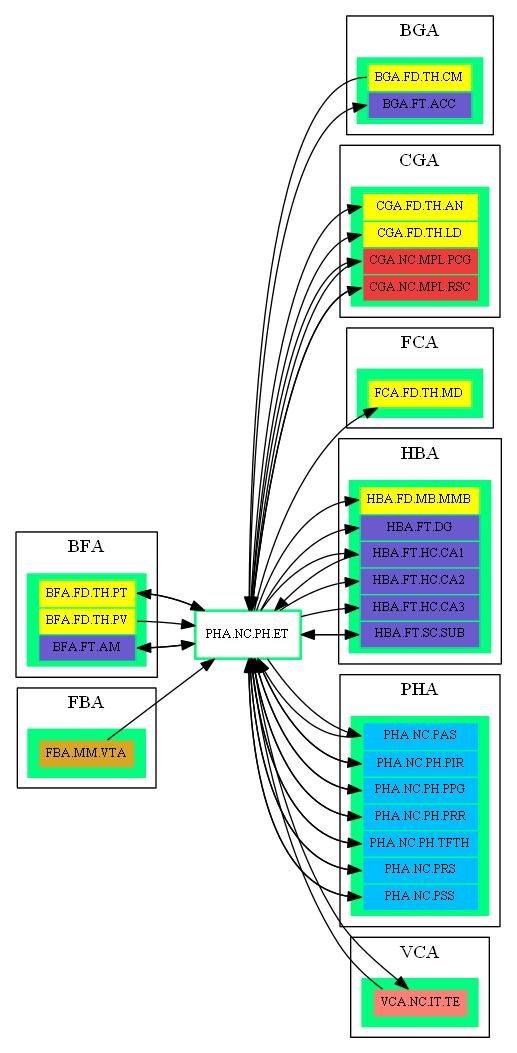 BGA
BGA.FD.TH.CM
BGA.FT.ACC
CGA
CGA.FD.TH.AN
CGA.FD.TH.LD
CGA.NC.MPL.PCG
CGA.NC.MPL.RSC
FCA
FCA.FD.TH.MD
HBA
HBA.FD.MB.MMB
HBA.FT.DG
HBA.FT.HC.CA1
HBA.FT.HC.CA2
HBA.FT.HC.CA3
HBA.FT.SC.SUB
BFA
BFA.FD.TH.PT
BFA.FD.TH.PV
BFA.FT.AM
PHA.NC.PH.ET
FBA
FBA.MM.VTA
PHA
PHA.NC.PAS
PHA.NC.PH.PIR
PHA.NC.PH.PPG
PHA.NC.PH.PRR
PHA.NC.PH.TFTH
PHA.NC.PRS
PHA.NC.PSS
VCA
VCA.NC.IT.TE